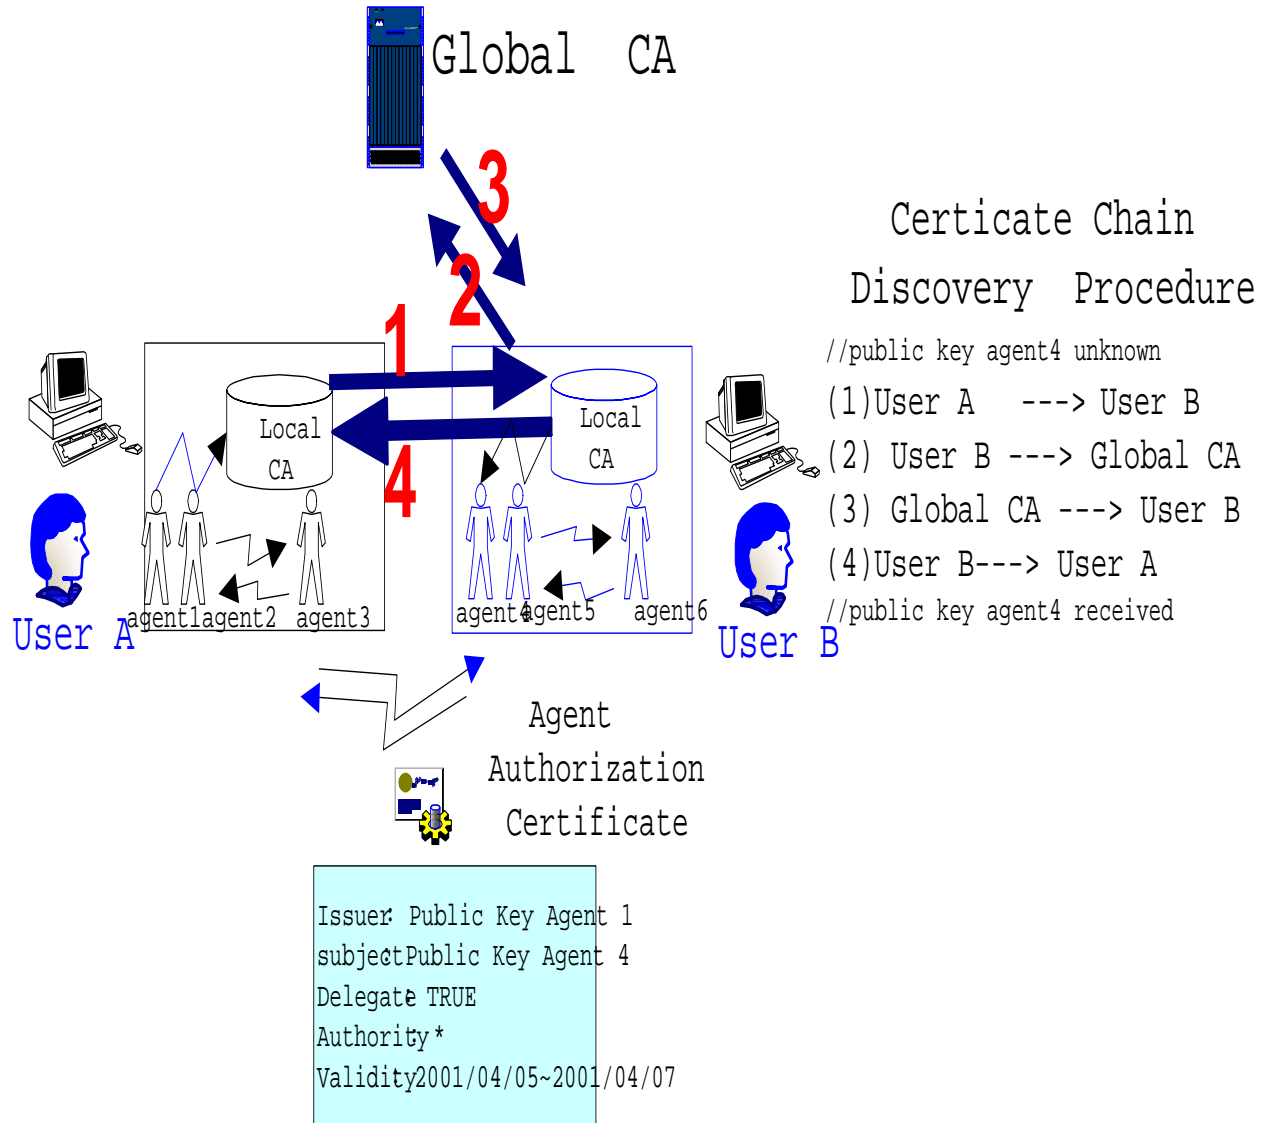 Global CA
3
2
1
4
Local
CA
Local
CA
agent1agent2 agent3
agent4 agent5 agent6
User A
User B
Certicate Chain
Discovery Procedure
//public key agent4 unknown
(1)User A ---> User B
(2) User B ---> Global CA
(3) Global CA ---> User B
(4)User B---> User A
//public key agent4 received
Agent
Authorization
Certificate
Issuer: Public Key Agent 1
subject:Public Key Agent 4
Delegate: TRUE
Authority:*
Validity:2001/04/05~2001/04/07